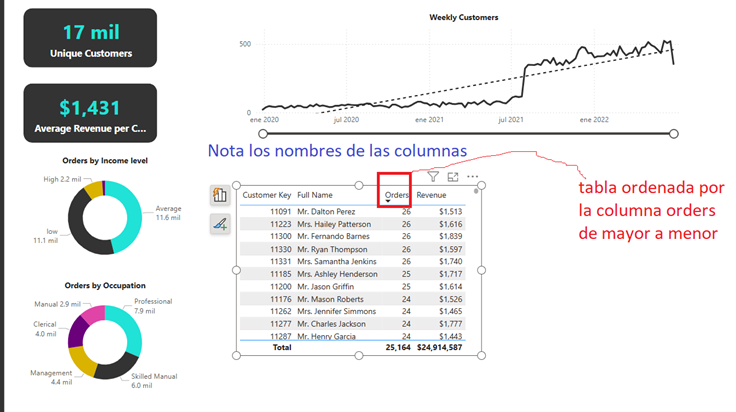 17 mil
Unique Customers
$1,431
Average Revenue per C...
Orders by Income level
High 2.2 mil
Average
11.6 mil
low
11.1 mil
Orders by Occupation
Manual 2.9 mil
Professional
7.9 mil
Clerical
4.0 mil
Management
4.4 mil
Skilled Manual
6.0 mil
Weekly Customers
500
0
ene 2020 jul 2020 ene 2021 jul 2021 ene 2022
Nota los nombres de las columnas
Customer Key Full Name Orders Revenue
11091 Mr. Dalton Perez 26 $1,513
11223 Mrs. Hailey Patterson 26 $1,616
11300 Mr. Fernando Barnes 26 $1,839
11330 Mr. Ryan Thompson 26 $1,597
11331 Mrs. Samantha Jenkins 26 $1,740
11185 Mrs. Ashley Henderson 25 $1,717
11200 Mr. Jason Griffin 25 $1,614
11176 Mr. Mason Roberts 24 $1,526
11262 Mrs. Jennifer Simmons 24 $1,465
11277 Mr. Charles Jackson 24 $1,777
11287 Mr. Henry Garcia 24 $1,443
Total 25,164 $24,914,587
tabla ordenada por
la columna orders
de mayor a menor